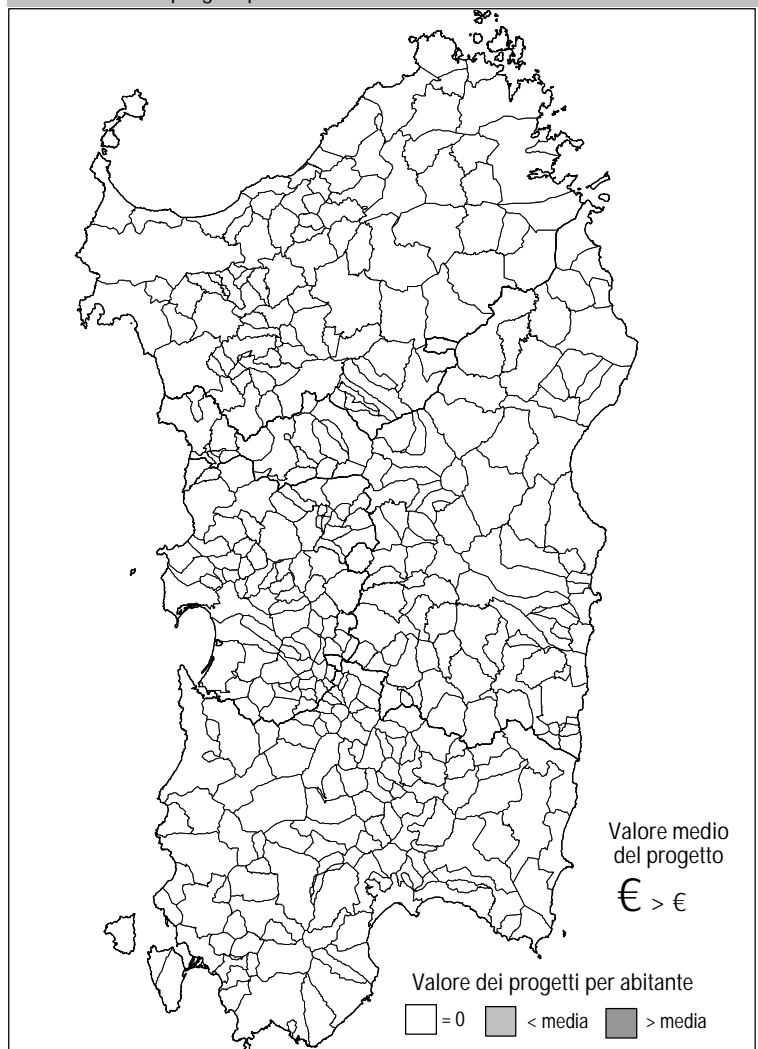 Valore medio
del progetto
€ > €
Valore dei progetti per abitante
= 0 < media > media